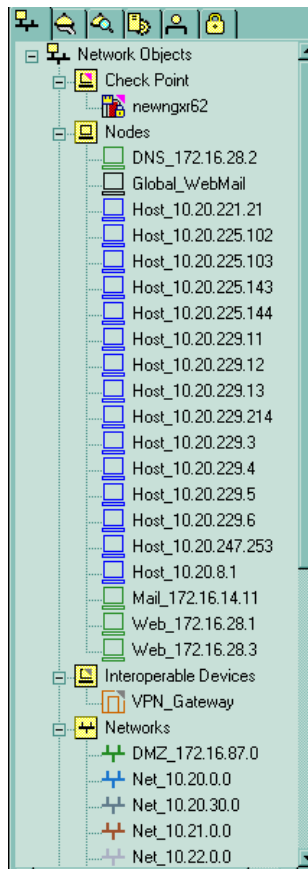 Network Objects
Check Point
newngxr62
Nodes
DNS_172.16.28.2
Global_WebMail
Host_10.20.221.21
Host_10.20.225.102
Host_10.20.225.103
Host_10.20.225.143
Host_10.20.225.144
Host_10.20.229.11
Host_10.20.229.12
Host_10.20.229.13
Host_10.20.229.214
Host_10.20.229.3
Host_10.20.229.4
Host_10.20.229.5
Host_10.20.229.6
Host_10.20.247.253
Host_10.20.8.1
Mail_172.16.14.11
Web_172.16.28.1
Web_172.16.28.3
Interoperable Devices
VPN_Gateway
Networks
DMZ_172.16.87.0
Net_10.20.0.0
Net_10.20.30.0
Net_10.21.0.0
Net_10.22.0.0